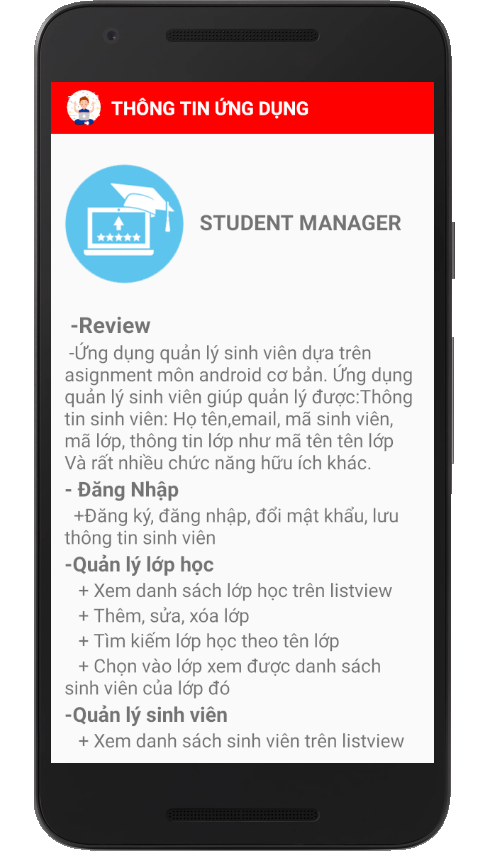 THÔNG TIN ỨNG DỤNG
STUDENT MANAGER
-Review
-Ứng dụng quản lý sinh viên dựa trên
asignment môn android cơ bản. Ứng dụng
quản lý sinh viên giúp quản lý được:Thông
tin sinh viên: Họ tên,email, mã sinh viên,
mã lớp, thông tin lớp như mã tên tên lớp
Và rất nhiều chức năng hữu ích khác.
- Đăng Nhập
+Đăng ký, đăng nhập, đổi mật khẩu, lưu
thông tin sinh viên
-Quản lý lớp học
+ Xem danh sách lớp học trên listview
+ Thêm, sửa, xóa lớp
+ Tìm kiếm lớp học theo tên lớp
+ Chọn vào lớp xem được danh sách
sinh viên của lớp đó
-Quản lý sinh viên
+ Xem danh sách sinh viên trên listview